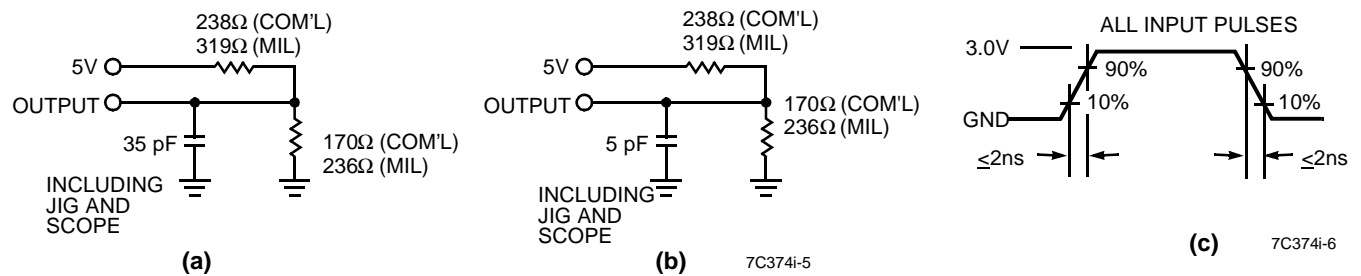 238Ω (COM'L)
319Ω (MIL)
5V
OUTPUT
35 pF
170Ω (COM'L)
236Ω (MIL)
INCLUDING
JIG AND
SCOPE
(a)
238Ω (COM'L)
319Ω (MIL)
5V
OUTPUT
5 pF
170Ω (COM'L)
236Ω (MIL)
INCLUDING
JIG AND
SCOPE
(b)
7C374i-5
ALL INPUT PULSES
3.0V
90%
90%
10%
10%
GND
≤2ns
≤2ns
(c)
7C374i-6